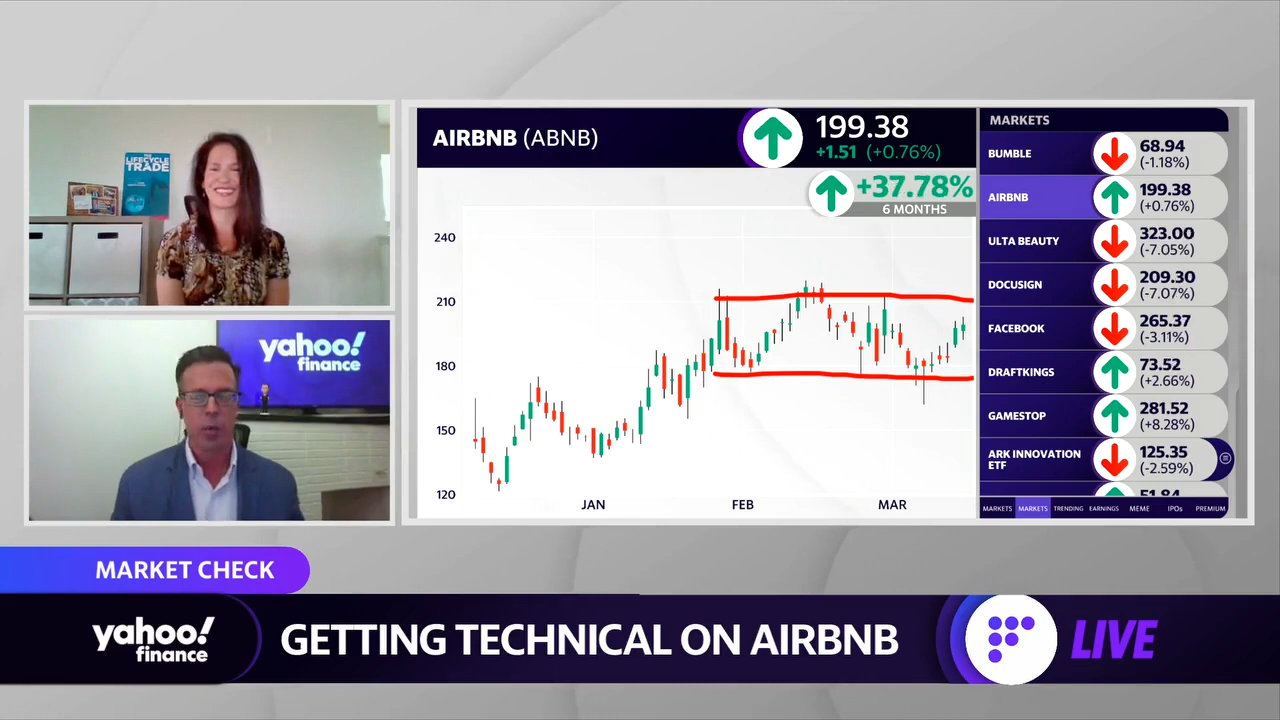 THE
LIFECYCLE
TRADE
yahoo!
finance
AIRBNB (ABNB)
199.38
+1.51 (+0.76%)
+37.78%
6 MONTHS
240
210
180
150
120
JAN
FEB
MAR
MARKETS
BUMBLE
68.94
(-1.18%)
AIRBNB
199.38
(+0.76%)
ULTA BEAUTY
323.00
(-7.05%)
DOCUSIGN
209.30
(-7.07%)
FACEBOOK
265.37
(-3.11%)
DRAFTKINGS
73.52
(+2.66%)
GAMESTOP
281.52
(+8.28%)
ARK INNOVATION
ETF
125.35
(-2.59%)
MARKETS MARKETS TRENDING EARNINGS MEME IPOs PREMIUM
MARKET CHECK
yahoo!
finance
GETTING TECHNICAL ON AIRBNB
LIVE